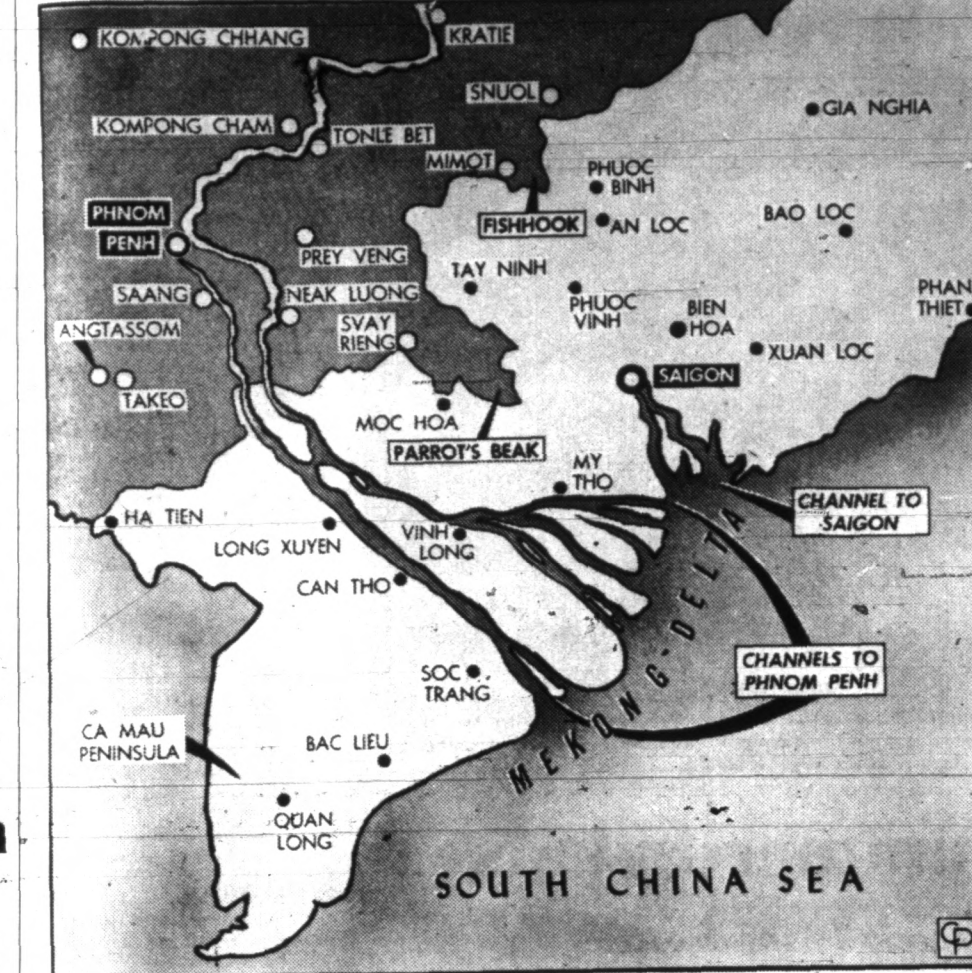 KOMPONG CHHANG
KRATIE
SNUOL
GIA NGHIA
KOMPONG CHAM
TONLE BET
MIMOT
PHUOC
BINH
PHNOM
PENH
FISHHOOK
AN LOC
BAO LOC
PREY VENG
TAY NINH
SAANG
NEAK LUONG
PHUOC
VINH
BIEN
HOA
PHAN
THIET
ANGTASSOM
SVAY
RIENG
XUAN LOC
TAKEO
SAIGON
MOC HOA
PARROT'S BEAK
MY
THO
CHANNEL TO
SAIGON
HA TIEN
LONG XUYEN
VINH
LONG
CAN THO
MEKONG DELTA
CHANNELS TO
PHNOM PENH
SOC
TRANG
CA MAU
PENINSULA
BAC LIEU
QUAN
LONG
SOUTH CHINA SEA
CP